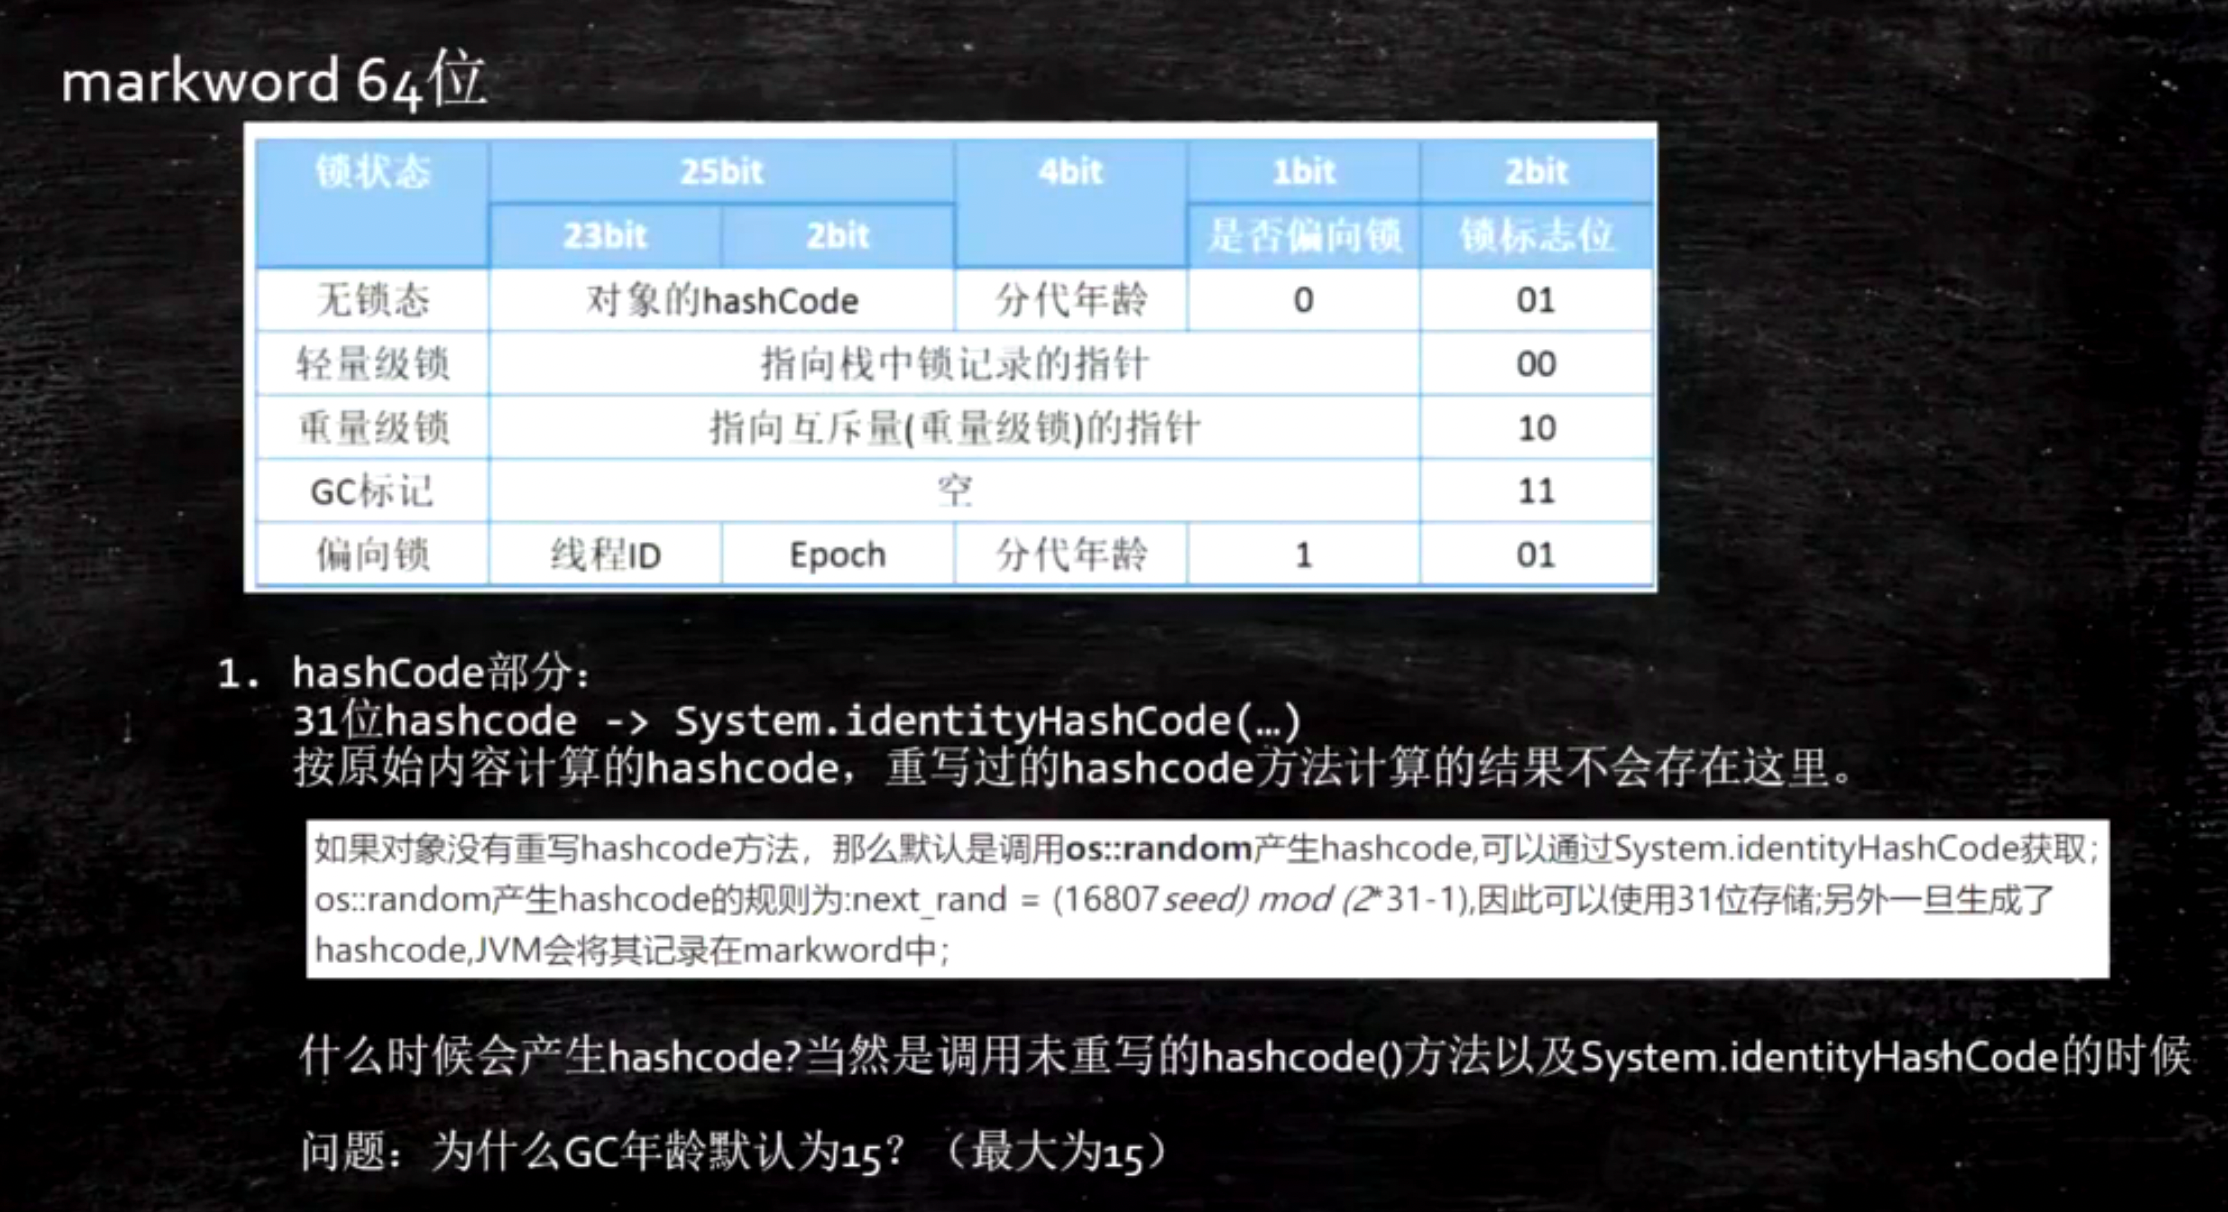 markword 64位
锁状态 25bit 4bit 1bit 2bit
23bit 2bit 是否偏向锁 锁标志位
无锁态 对象的hashCode 分代年龄 0 01
轻量级锁 指向栈中锁记录的指针 00
重量级锁 指向互斥量(重量级锁)的指针 10
GC标记 空 11
偏向锁 线程ID Epoch 分代年龄 1 01
1. hashCode部分：
31位hashcode -> System.identityHashCode(…)
按原始内容计算的hashcode，重写过的hashcode方法计算的结果不会存在这里。
如果对象没有重写hashcode方法，那么默认是调用os::random产生hashcode,可以通过System.identityHashCode获取；
os::random产生hashcode的规则为:next_rand = (16807seed) mod (2*31-1),因此可以使用31位存储;另外一旦生成了
hashcode,JVM会将其记录在markword中；
什么时候会产生hashcode?当然是调用未重写的hashcode()方法以及System.identityHashCode的时候
问题：为什么GC年龄默认为15？（最大为15）